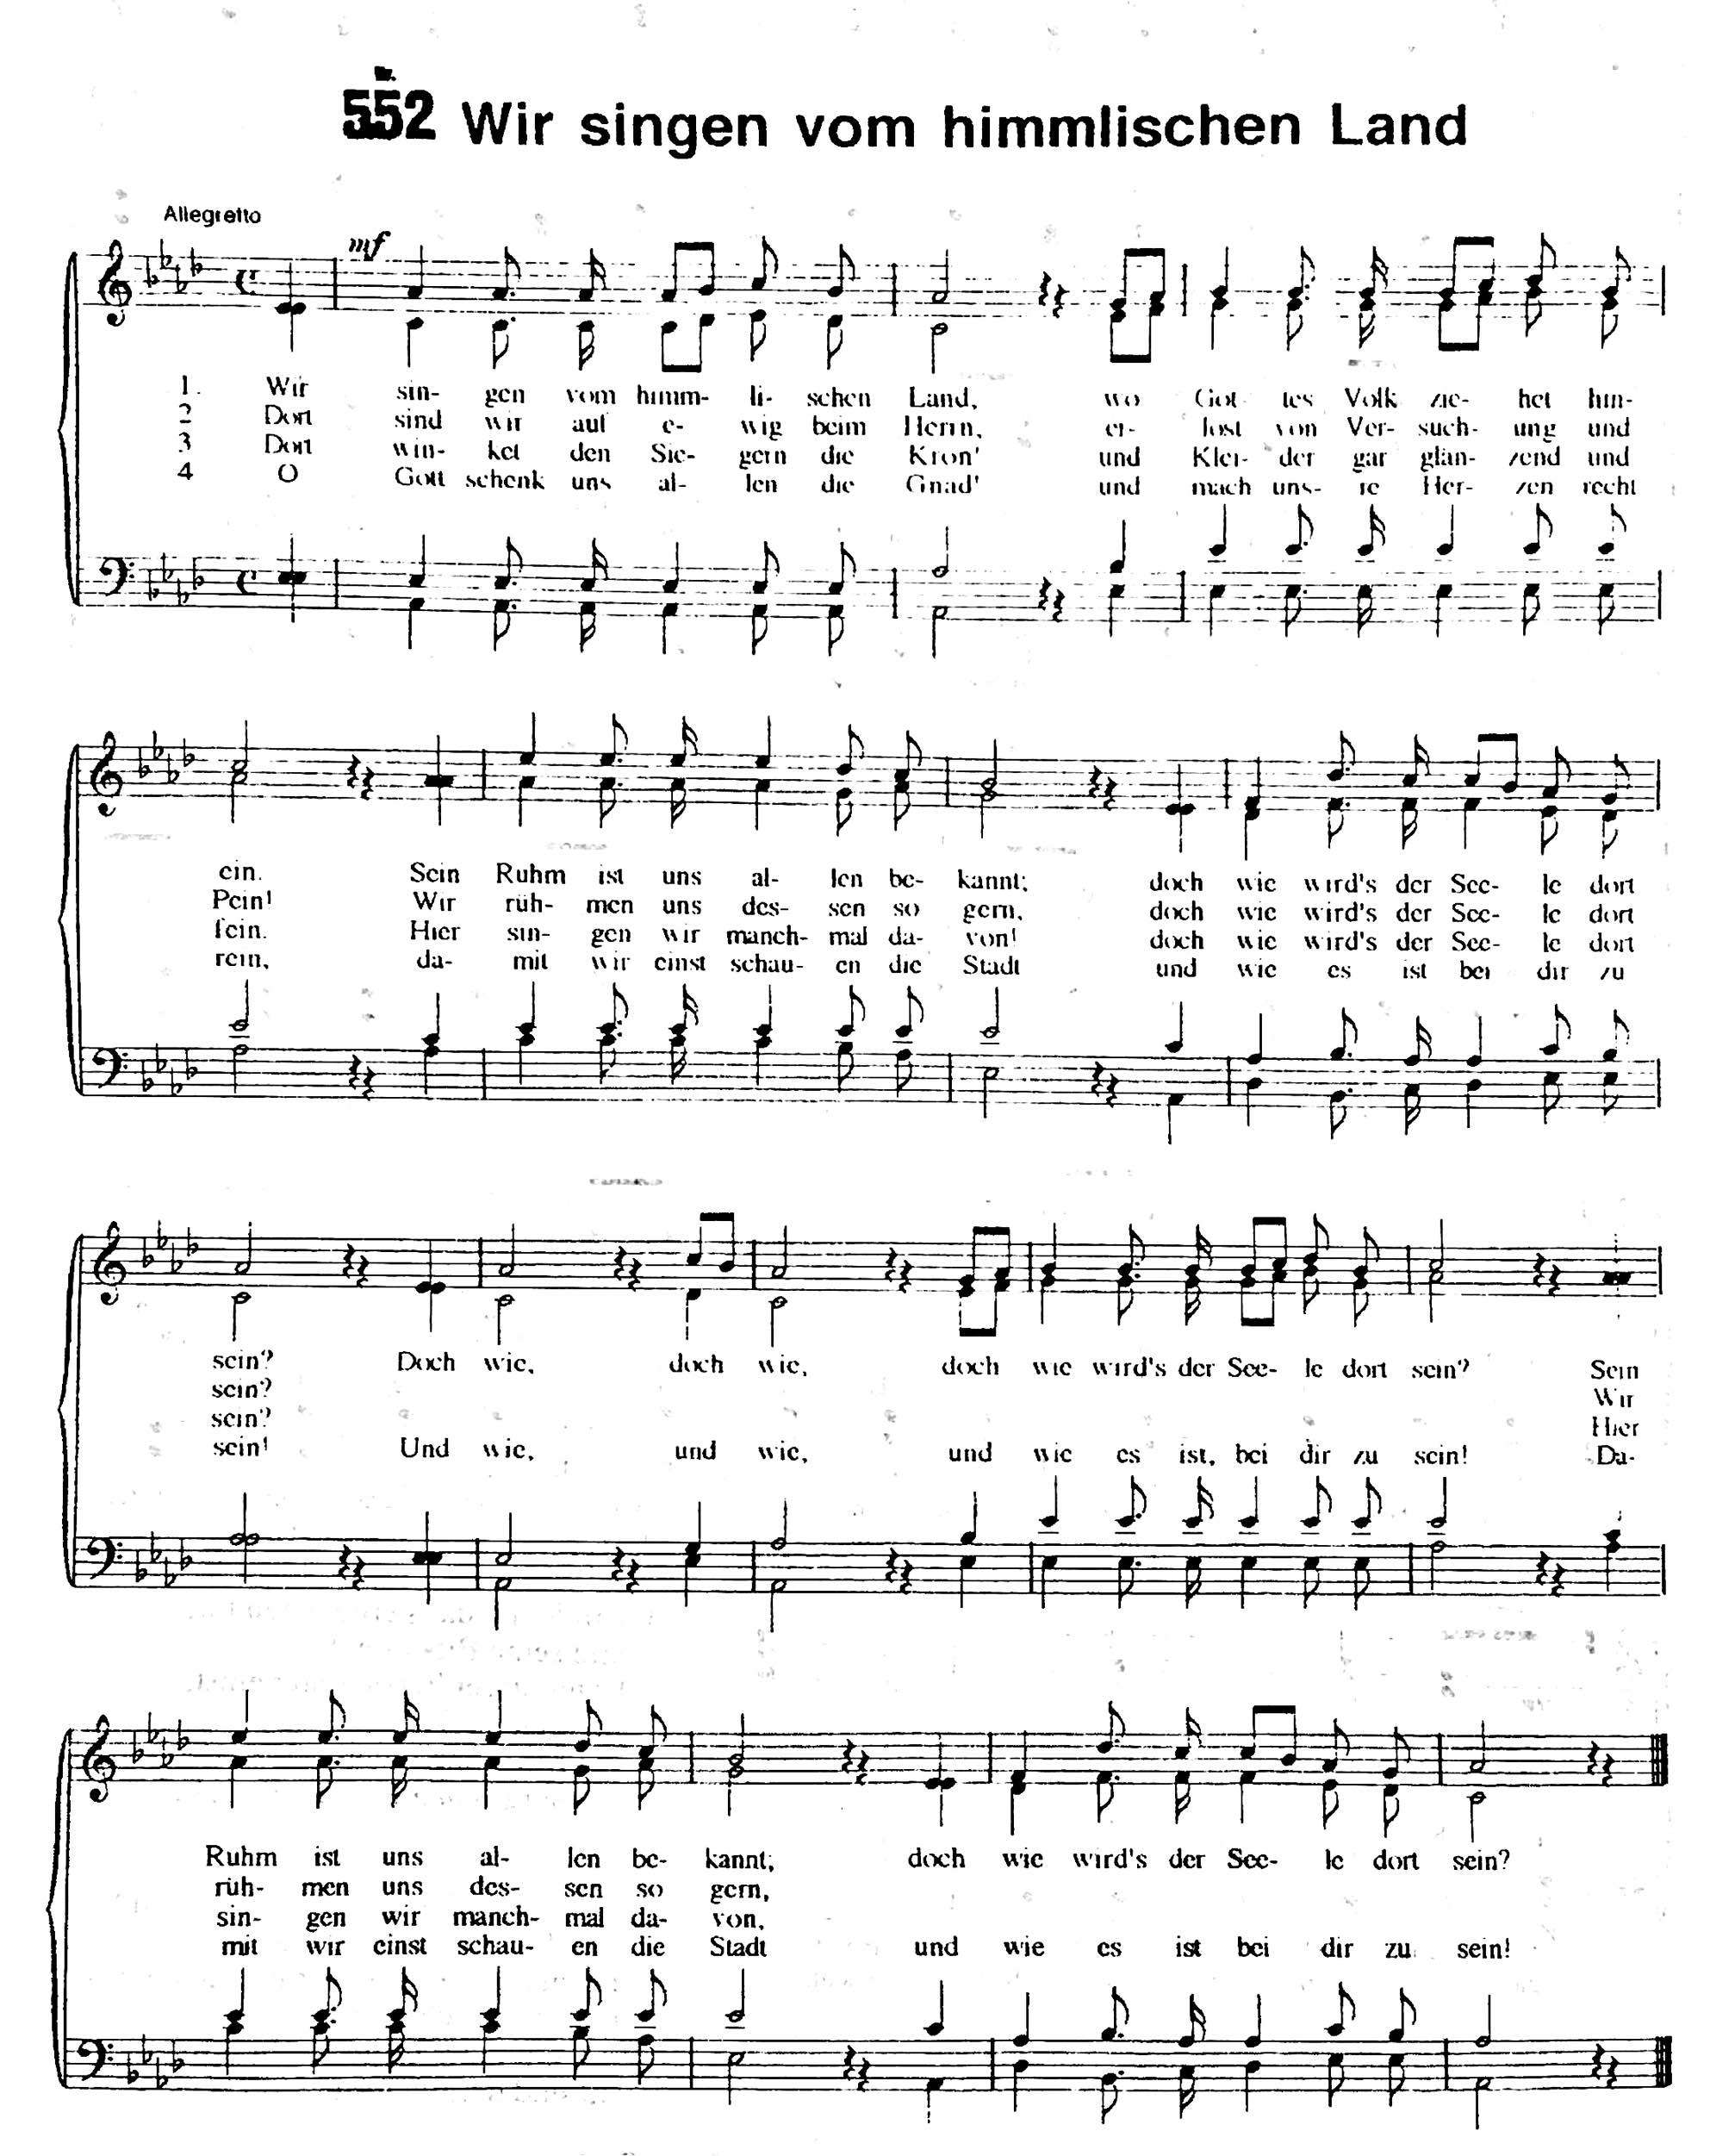 Nr.
552 Wir singen vom himmlischen Land
Allegretto
mf
1. Wir sin- gen vom himm- li- schen Land, wo Got- tes Volk zie- het hin-
2 Dort sind wir auf e- wig beim Herrn, er- lost von Ver- such- ung und
3 Dort win- ket den Sie- gern die Kron' und Klei- der gar glän- zend und
4 O Gott schenk uns al- len die Gnad' und mach uns- re Her- zen recht
ein. Sein Ruhm ist uns al- len be- kannt; doch wie wird's der See- le dort
Pein! Wir rüh- men uns des- sen so gern, doch wie wird's der See- le dort
fein. Hier sin- gen wir manch- mal da- von! doch wie wird's der See- le dort
rein, da- mit wir einst schau- en die Stadt und wie es ist bei dir zu
sein? Doch wie, doch wie, doch wie wird's der See- le dort sein? Sein
sein? Wir
sein? Hier
sein! Und wie, und wie, und wie es ist, bei dir zu sein! Da-
Ruhm ist uns al- len be- kannt; doch wie wird's der See- le dort sein?
rüh- men uns des- sen so gern,
sin- gen wir manch- mal da- von,
mit wir einst schau- en die Stadt und wie es ist bei dir zu sein!